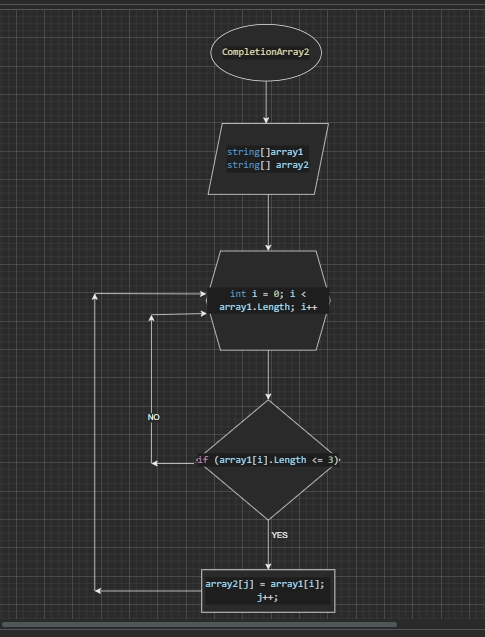 CompletionArray2
string[]array1
string[] array2
int i = 0; i <
array1.Length; i++
NO
if (array1[i].Length <= 3)
YES
array2[j] = array1[i];
j++;